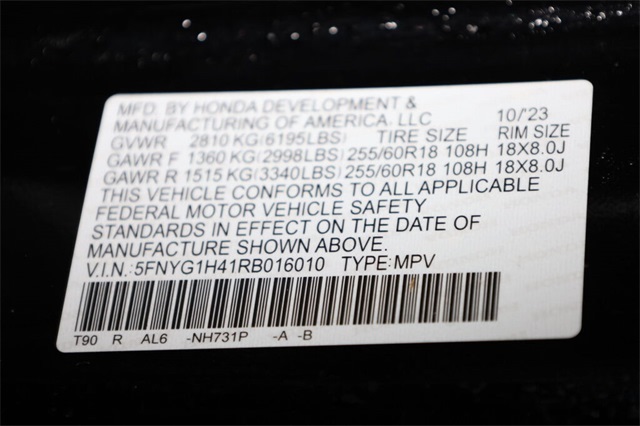 MFD. BY HONDA DEVELOPMENT &
MANUFACTURING OF AMERICA, LLC 10/'23
GVWR 2810 KG(6195LBS) TIRE SIZE RIM SIZE
GAWR F 1360 KG(2998LBS) 255/60R18 108H 18X8.0J
GAWR R 1515 KG(3340LBS) 255/60R18 108H 18X8.0J
THIS VEHICLE CONFORMS TO ALL APPLICABLE
FEDERAL MOTOR VEHICLE SAFETY
STANDARDS IN EFFECT ON THE DATE OF
MANUFACTURE SHOWN ABOVE.
V.I.N.:5FNYG1H41RB016010 TYPE:MPV
T90 R AL6 -NH731P -A -B